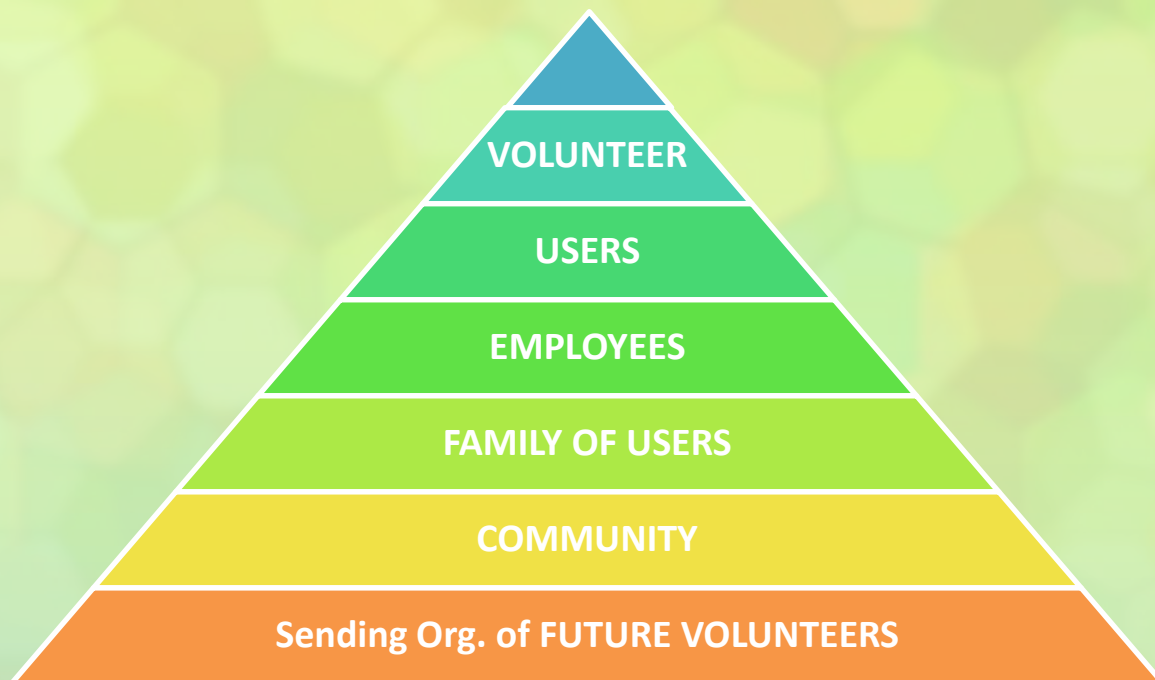 VOLUNTEER
USERS
EMPLOYEES
FAMILY OF USERS
COMMUNITY
Sending Org. of FUTURE VOLUNTEERS